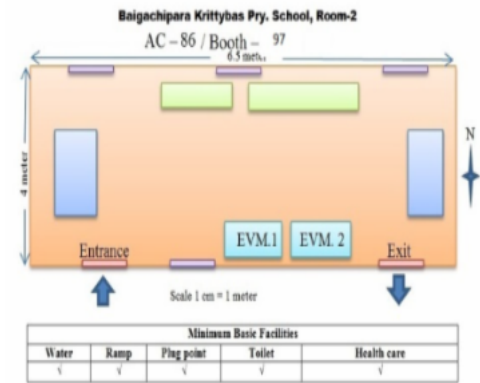 Baigachipara Krittybas Pry. School, Room-2
AC – 86 / Booth – 97
6.5 meter
4 meter
N
EVM.1 EVM. 2
Entrance Exit
Scale 1 cm = 1 meter
Minimum Basic Facilities
Water Ramp Plug point Toilet Health care
√ √ √ √ √